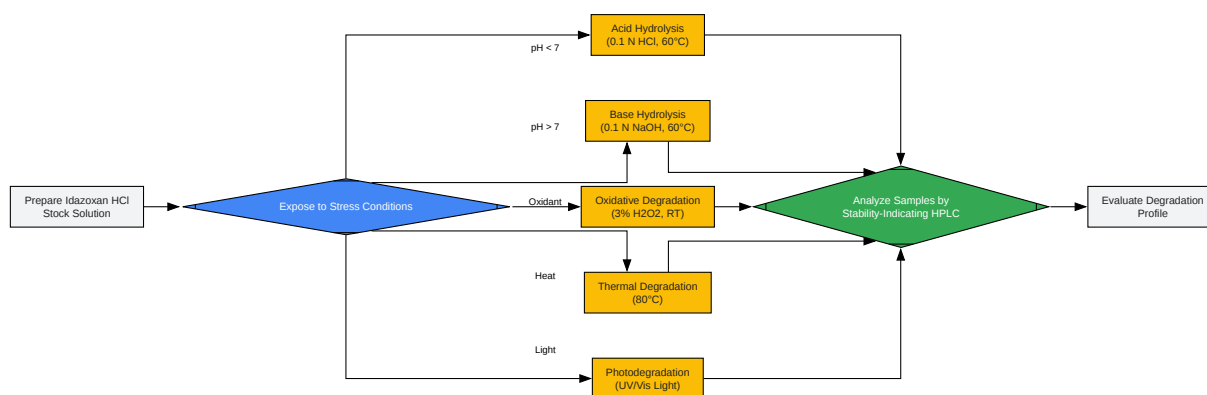 Acid Hydrolysis
(0.1 N HCl, 60°C)
pH < 7
Base Hydrolysis
(0.1 N NaOH, 60°C)
pH > 7
Prepare Idazoxan HCl
Stock Solution
Expose to Stress Conditions
Oxidant
Oxidative Degradation
(3% H2O2, RT)
Analyze Samples by
Stability-Indicating HPLC
Evaluate Degradation
Profile
Heat
Thermal Degradation
(80°C)
Light
Photodegradation
(UV/Vis Light)